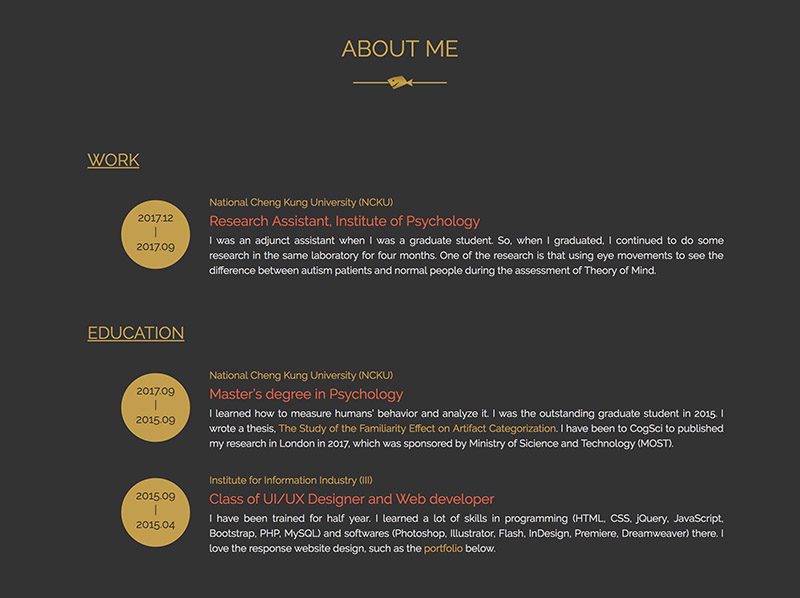 ABOUT ME
WORK
2017.12
|
2017.09
National Cheng Kung University (NCKU)
Research Assistant, Institute of Psychology
I was an adjunct assistant when I was a graduate student. So, when I graduated, I continued to do some
research in the same laboratory for four months. One of the research is that using eye movements to see the
difference between autism patients and normal people during the assessment of Theory of Mind.
EDUCATION
2017.09
|
2015.09
National Cheng Kung University (NCKU)
Master's degree in Psychology
I learned how to measure humans' behavior and analyze it. I was the outstanding graduate student in 2015. I
wrote a thesis, The Study of the Familiarity Effect on Artifact Categorization. I have been to CogSci to published
my research in London in 2017, which was sponsored by Ministry of Sicience and Technology (MOST).
2015.09
|
2015.04
Institute for Information Industry (III)
Class of UI/UX Designer and Web developer
I have been trained for half year. I learned a lot of skills in programming (HTML, CSS, jQuery, JavaScript,
Bootstrap, PHP, MySQL) and softwares (Photoshop, Illustrator, Flash, InDesign, Premiere, Dreamweaver) there. I
love the response website design, such as the portfolio below.